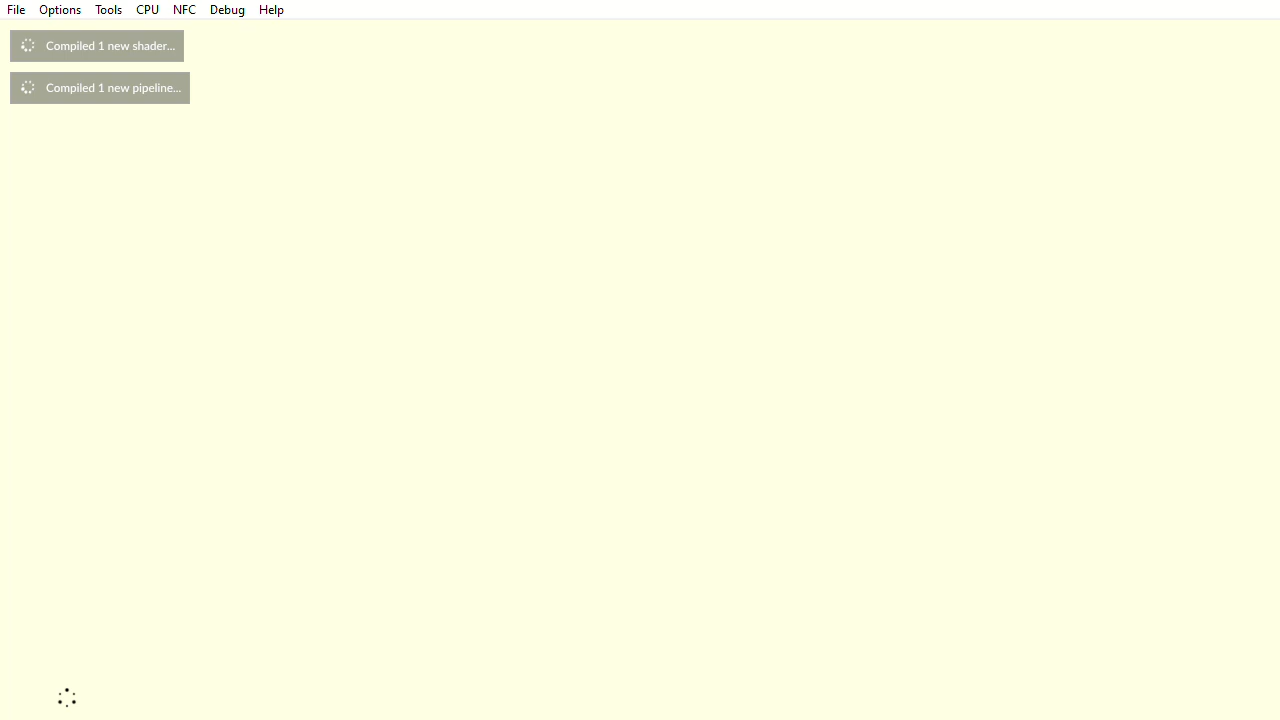 File Options Tools CPU NFC Debug Help
Compiled 1 new shader...
Compiled 1 new pipeline...